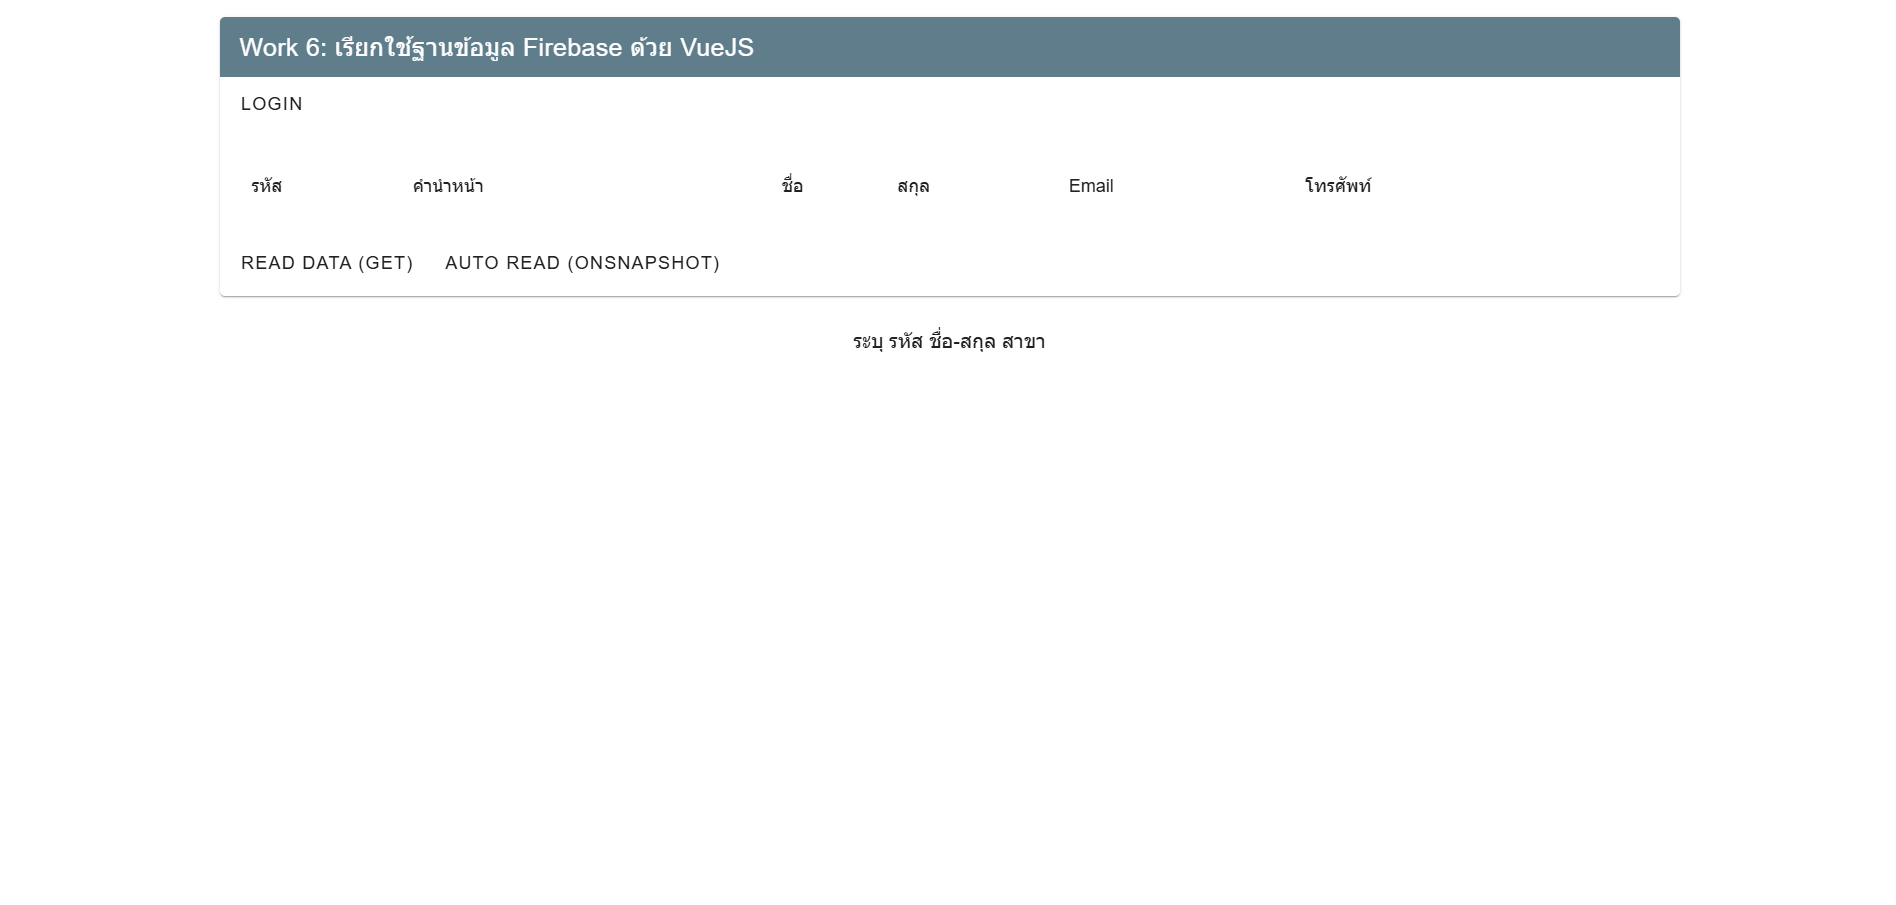 Work 6: เรียกใช้ฐานข้อมูล Firebase ด้วย VueJS
LOGIN
รหัส คำนำหน้า ชื่อ สกุล Email โทรศัพท์
READ DATA (GET) AUTO READ (ONSNAPSHOT)
ระบุ รหัส ชื่อ-สกุล สาขา